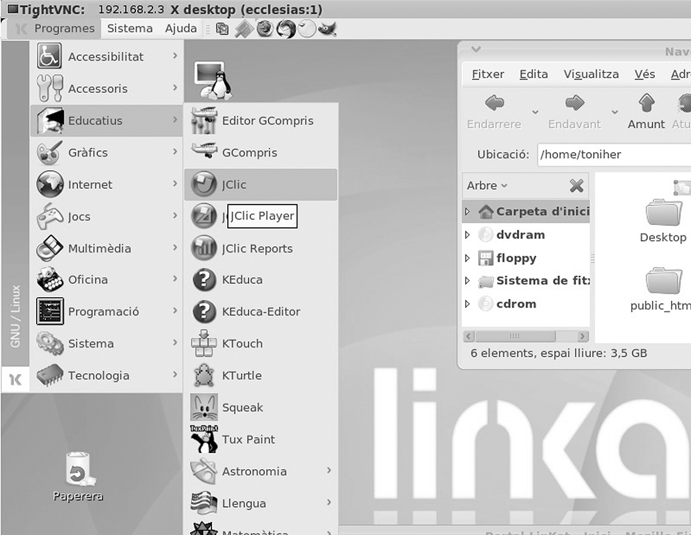 TightVNC: 192.168.2.3 X desktop (ecclesias:1)
Programes Sistema Ajuda
Accessibilitat
Accessoris
Educatius
Gràfics
Internet
Jocs
Multimèdia
Oficina
Programació
Sistema
Tecnologia
GNU / Linux
Editor GCompris
GCompris
JClic
JClic Player
JClic Reports
KEduca
KEduca-Editor
KTouch
KTurtle
Squeak
Tux Paint
Astronomia
Llengua
Matemàtica
Paperera
Nav
Fitxer Edita Visualitza Vés Adre
Endarrere Endavant Amunt Atu
Ubicació: /home/toniher
Arbre
Carpeta d'inici
dvdram
floppy
Sistema de fitx
cdrom
Desktop
public_htm
6 elements, espai lliure: 3,5 GB
linka